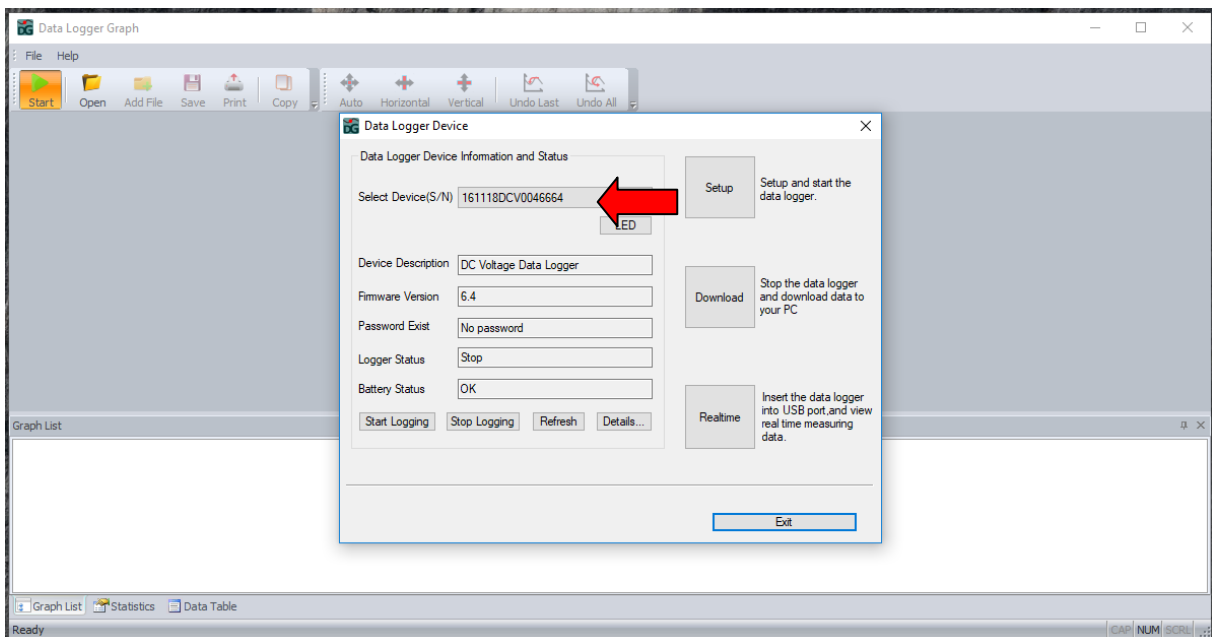 Data Logger Graph
File Help
Start Open Add File Save Print Copy Auto Horizontal Vertical Undo Last Undo All
Data Logger Device
Data Logger Device Infomation and Status
Select Device(S/N) 161118DCV0046664
LED
Device Description DC Voltage Data Logger
Firmware Version 6.4
Password Exist No password
Logger Status Stop
Battery Status OK
Start Logging Stop Logging Refresh Details...
Setup
Setup and start the
data logger.
Download
Stop the data logger
and download data to
your PC
Realtime
Insert the data logger
into USB port,and view
real time measuring
data.
Exit
Graph List
Graph List Statistics Data Table
Ready CAP NUM SCRL